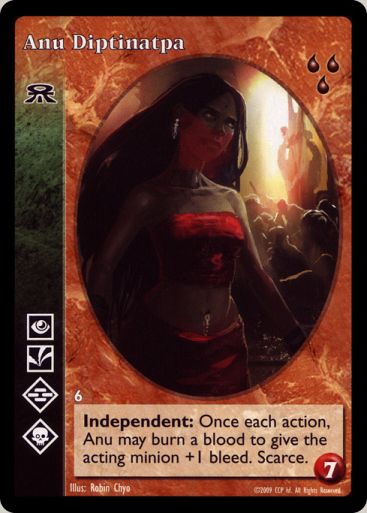 Anu Diptinatpa
6
Independent: Once each action,
Anu may burn a blood to give the
acting minion +1 bleed. Scarce.
7
Illus: Robin Chyo
©2009 CCP hf. All Rights Reserved.